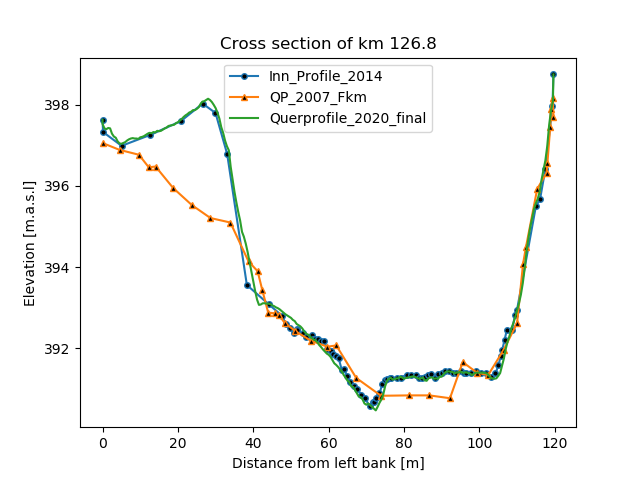 Cross section of km 126.8
Inn_Profile_2014
QP_2007_Fkm
Querprofile_2020_final
398
396
394
392
Elevation [m.a.s.l]
0 20 40 60 80 100 120
Distance from left bank [m]